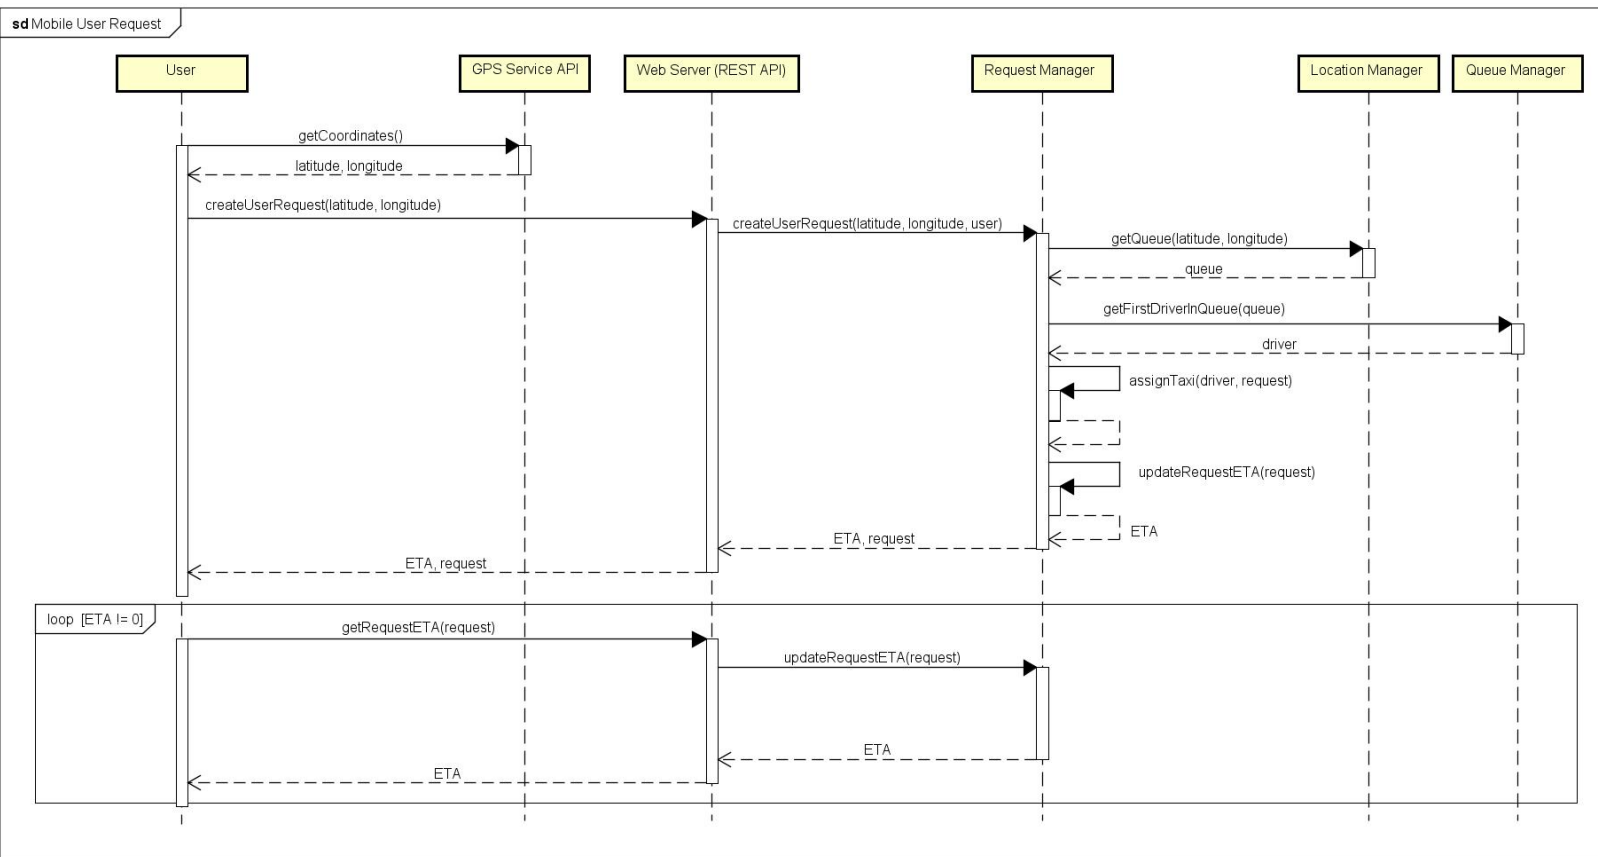 sd Mobile User Request
User
GPS Service API
Web Server (REST API)
Request Manager
Location Manager
Queue Manager
getCoordinates()
latitude, longitude
createUserRequest(latitude, longitude)
createUserRequest(latitude, longitude, user)
getQueue(latitude, longitude)
queue
getFirstDriverInQueue(queue)
driver
assignTaxi(driver, request)
updateRequestETA(request)
ETA
ETA, request
ETA, request
loop [ETA != 0]
getRequestETA(request)
updateRequestETA(request)
ETA
ETA